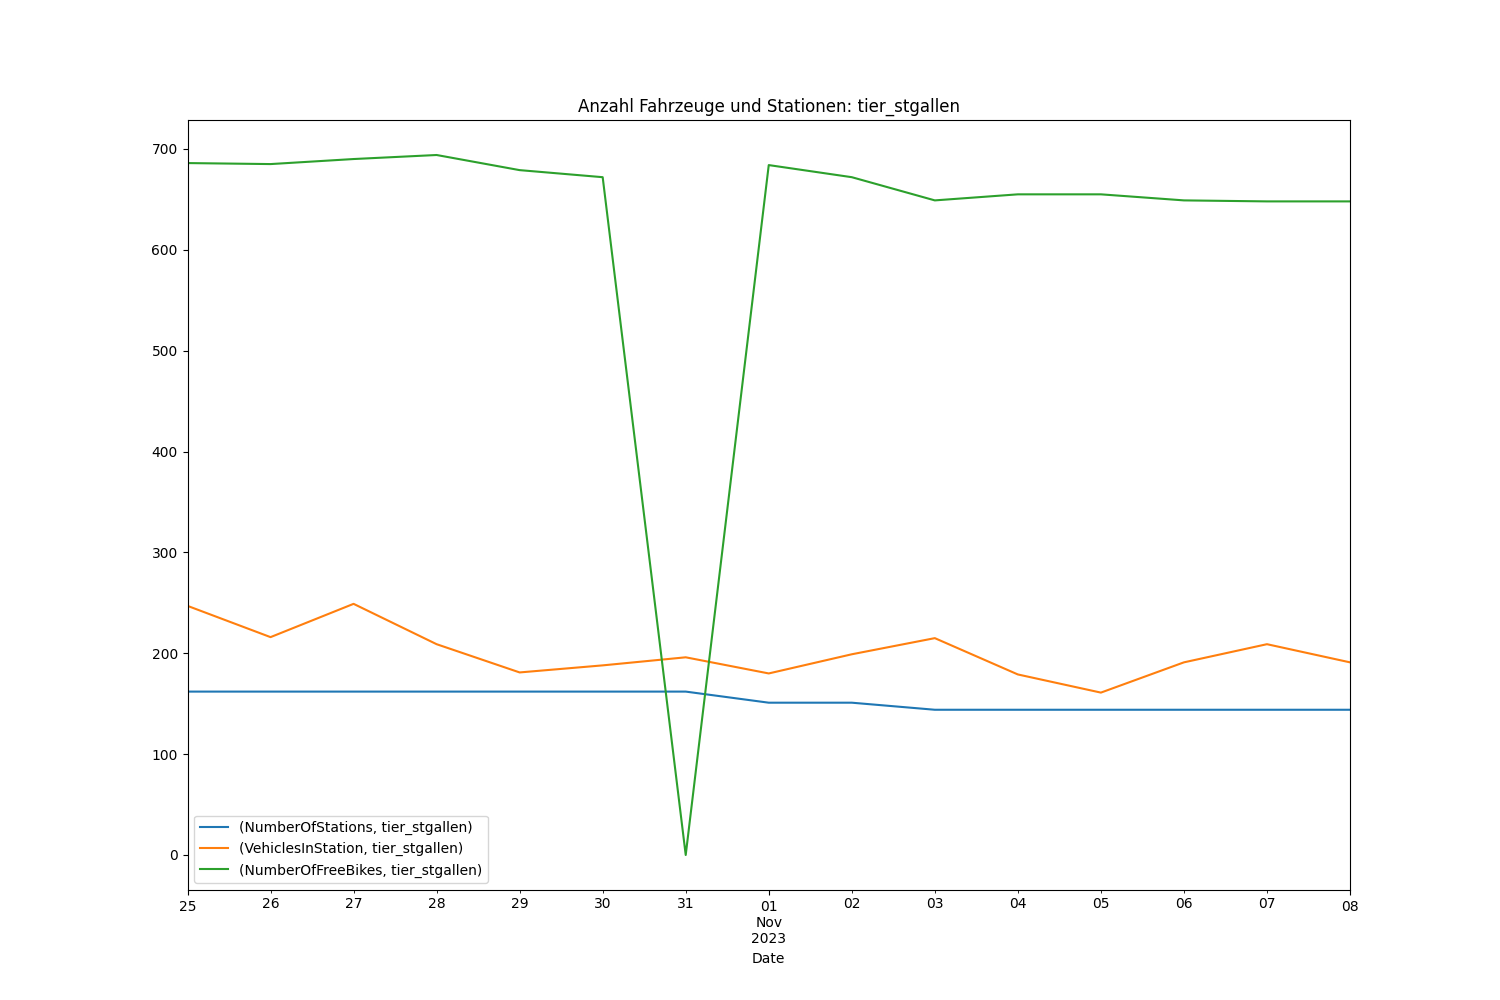 Anzahl Fahrzeuge und Stationen: tier_stgallen
700
600
500
400
300
200
100
0
(NumberOfStations, tier_stgallen)
(VehiclesInStation, tier_stgallen)
(NumberOfFreeBikes, tier_stgallen)
25 26 27 28 29 30 31 01 02 03 04 05 06 07 08
Nov
2023
Date